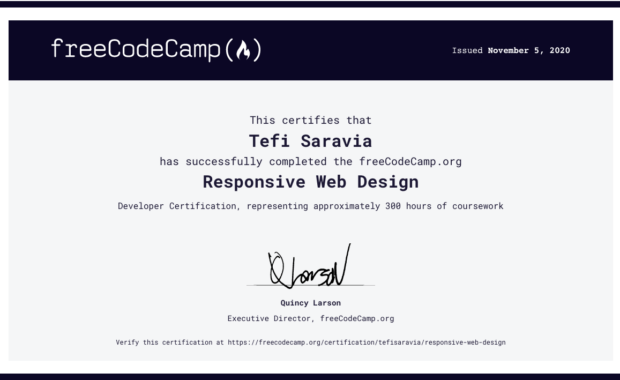 freeCodeCamp(🔥)
Issued November 5, 2020
This certifies that
Tefi Saravia
has successfully completed the freeCodeCamp.org
Responsive Web Design
Developer Certification, representing approximately 300 hours of coursework
QLarson
Quincy Larson
Executive Director, freeCodeCamp.org
Verify this certification at https://freecodecamp.org/certification/tefisaravia/responsive-web-design